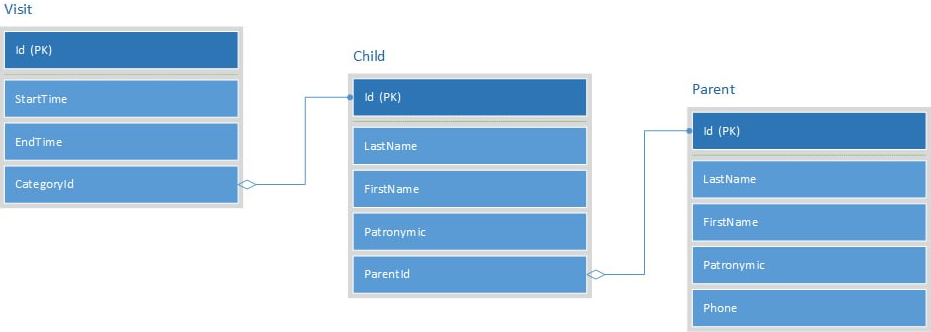 Visit
Id (PK)
StartTime
EndTime
CategoryId
Child
Id (PK)
LastName
FirstName
Patronymic
ParentId
Parent
Id (PK)
LastName
FirstName
Patronymic
Phone